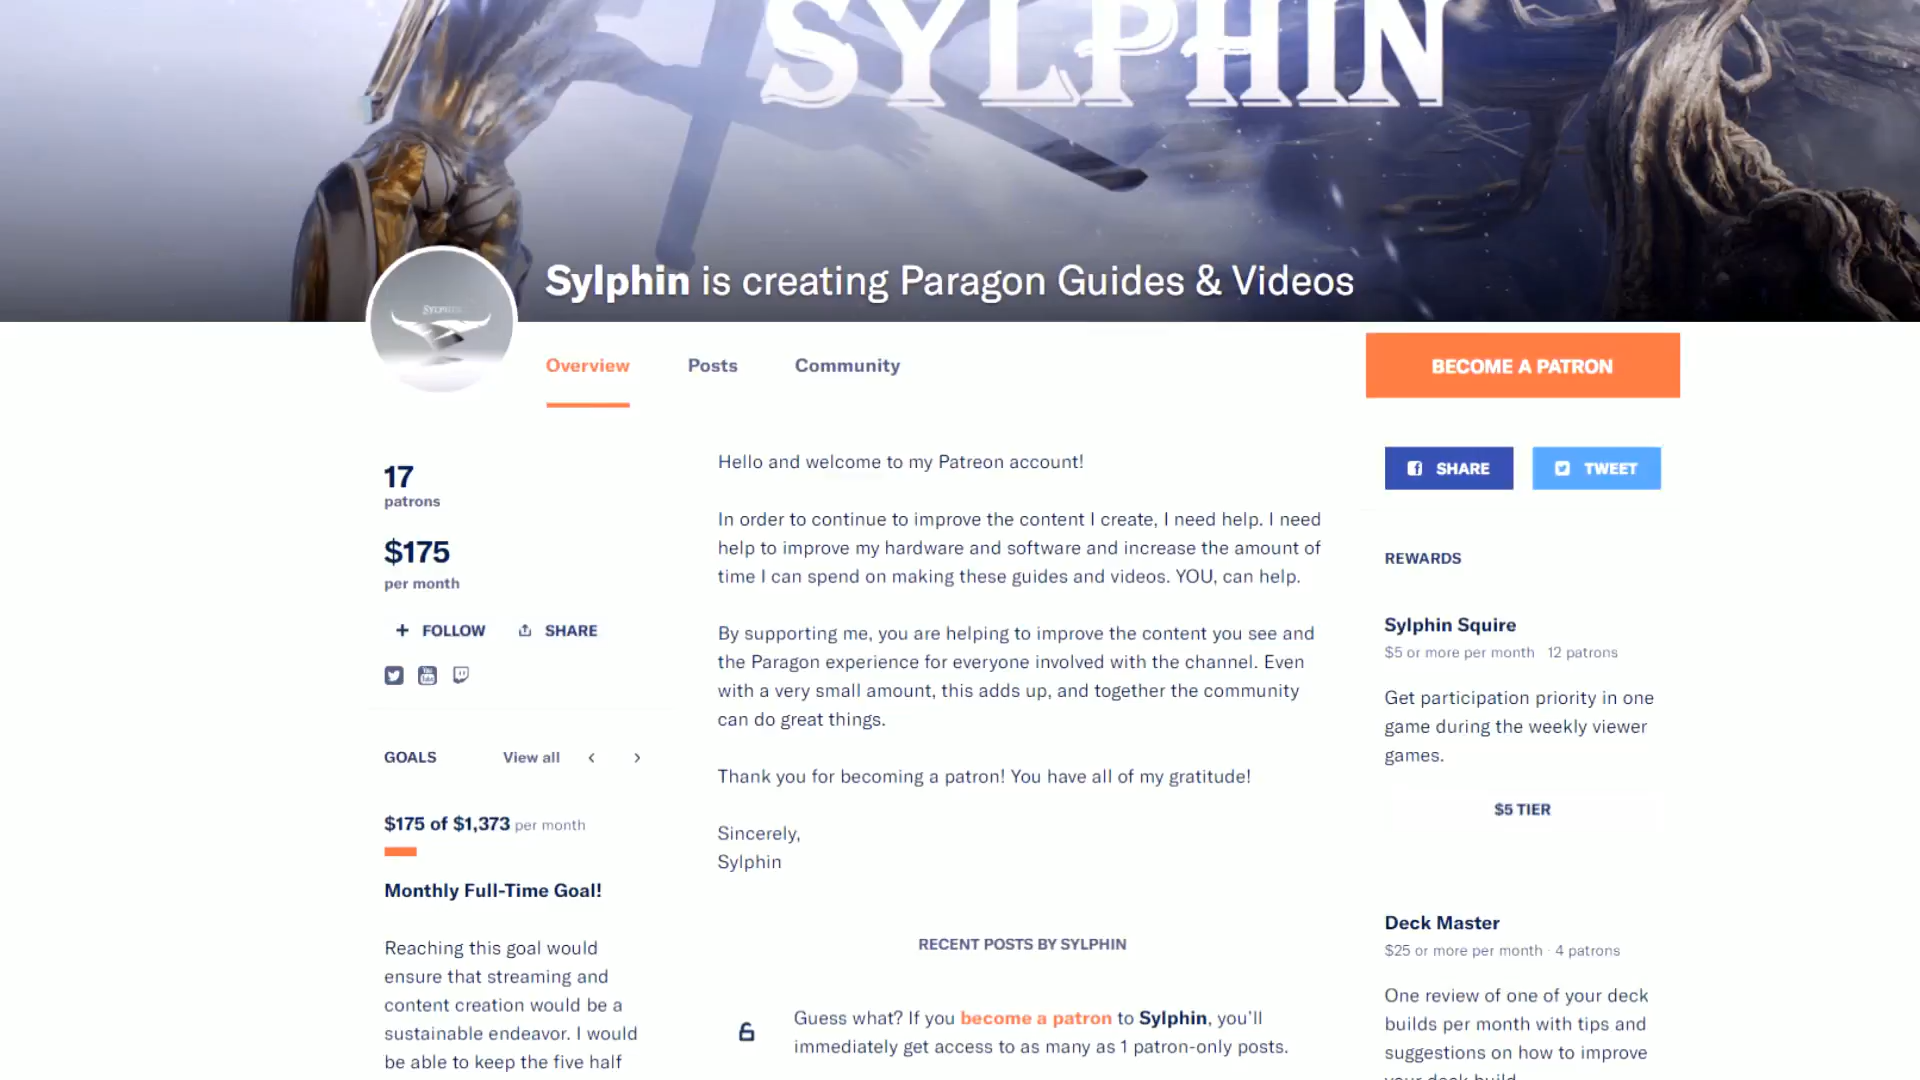 SYLPHIN
Sylphin is creating Paragon Guides & Videos
Overview
Posts
Community
BECOME A PATRON
17
patrons
$175
per month
+ FOLLOW
SHARE
GOALS
View all
$175 of $1,373 per month
Monthly Full-Time Goal!
Reaching this goal would
ensure that streaming and
content creation would be a
sustainable endeavor. I would
be able to keep the five half
Hello and welcome to my Patreon account!
In order to continue to improve the content I create, I need help. I need
help to improve my hardware and software and increase the amount of
time I can spend on making these guides and videos. YOU, can help.
By supporting me, you are helping to improve the content you see and
the Paragon experience for everyone involved with the channel. Even
with a very small amount, this adds up, and together the community
can do great things.
Thank you for becoming a patron! You have all of my gratitude!
Sincerely,
Sylphin
RECENT POSTS BY SYLPHIN
Guess what? If you become a patron to Sylphin, you'll
immediately get access to as many as 1 patron-only posts.
SHARE
TWEET
REWARDS
Sylphin Squire
$5 or more per month 12 patrons
Get participation priority in one
game during the weekly viewer
games.
$5 TIER
Deck Master
$25 or more per month · 4 patrons
One review of one of your deck
builds per month with tips and
suggestions on how to improve
your deck build.